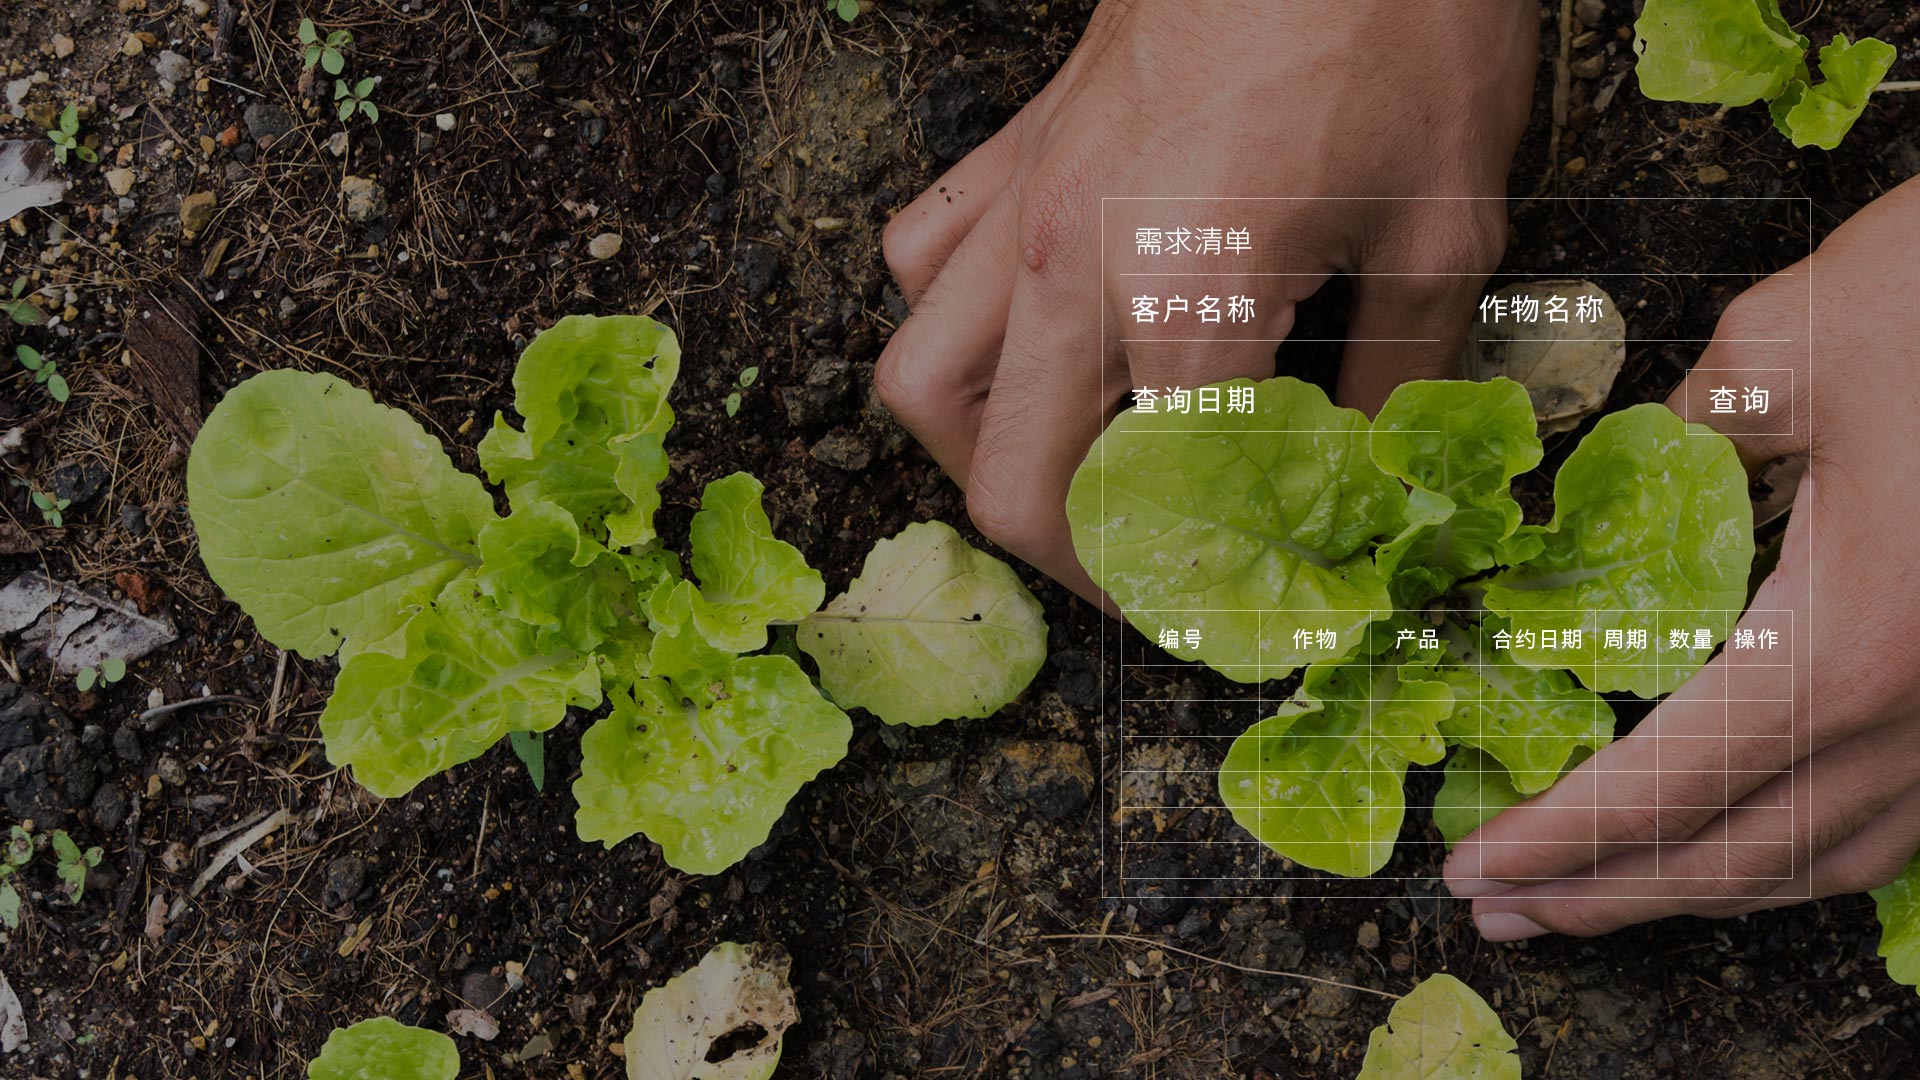 需求清单
客户名称 作物名称
查询日期 查询
编号 作物 产品 合约日期 周期 数量 操作